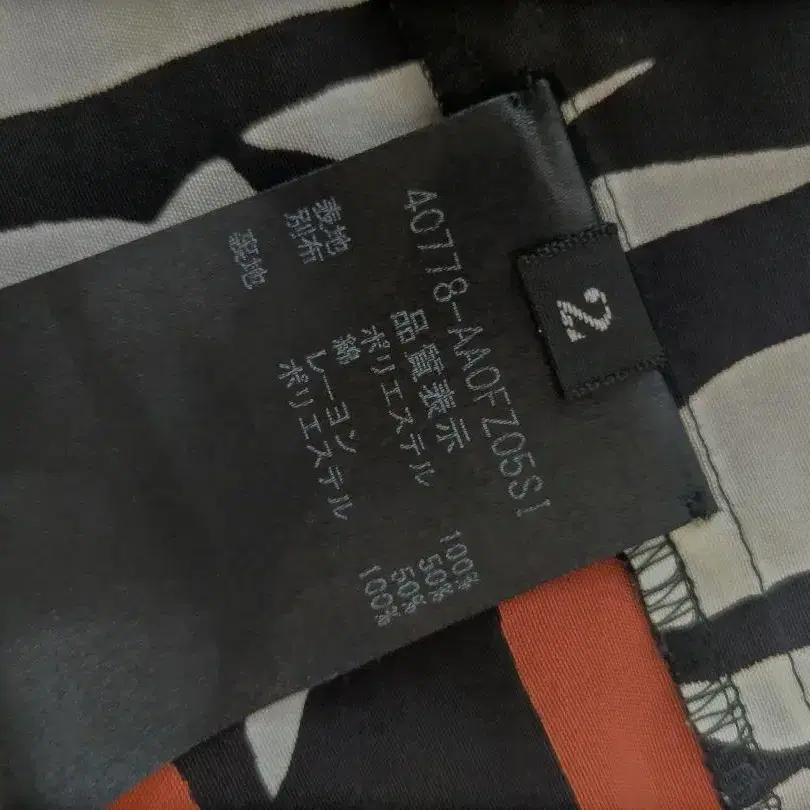 2
40778-AA0FZ05S1
品質表示
表地 ポリエステル 100%
別布 綿 50%
レーヨン 50%
裏地 ポリエステル 100%